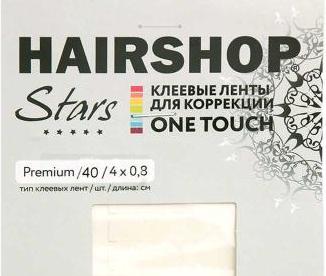 HAIRSHOP®
Stars
КЛЕЕВЫЕ ЛЕНТЫ
ДЛЯ КОРРЕКЦИИ
ONE TOUCH
Premium /40 / 4 x 0,8
тип клеевых лент / шт. / длина: см